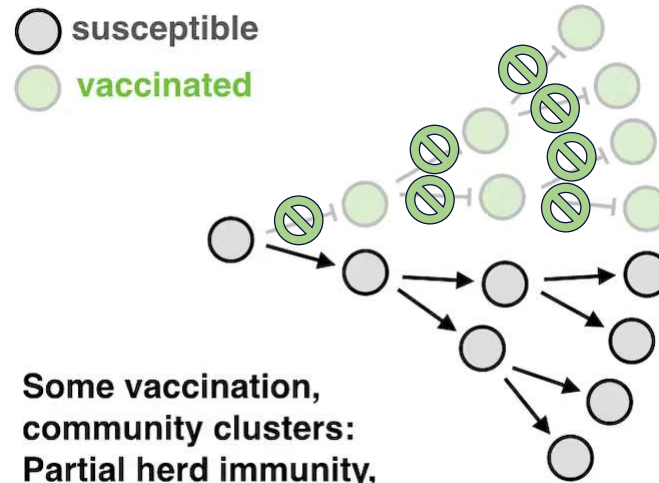 susceptible
vaccinated
Some vaccination,
community clusters:
Partial herd immunity,